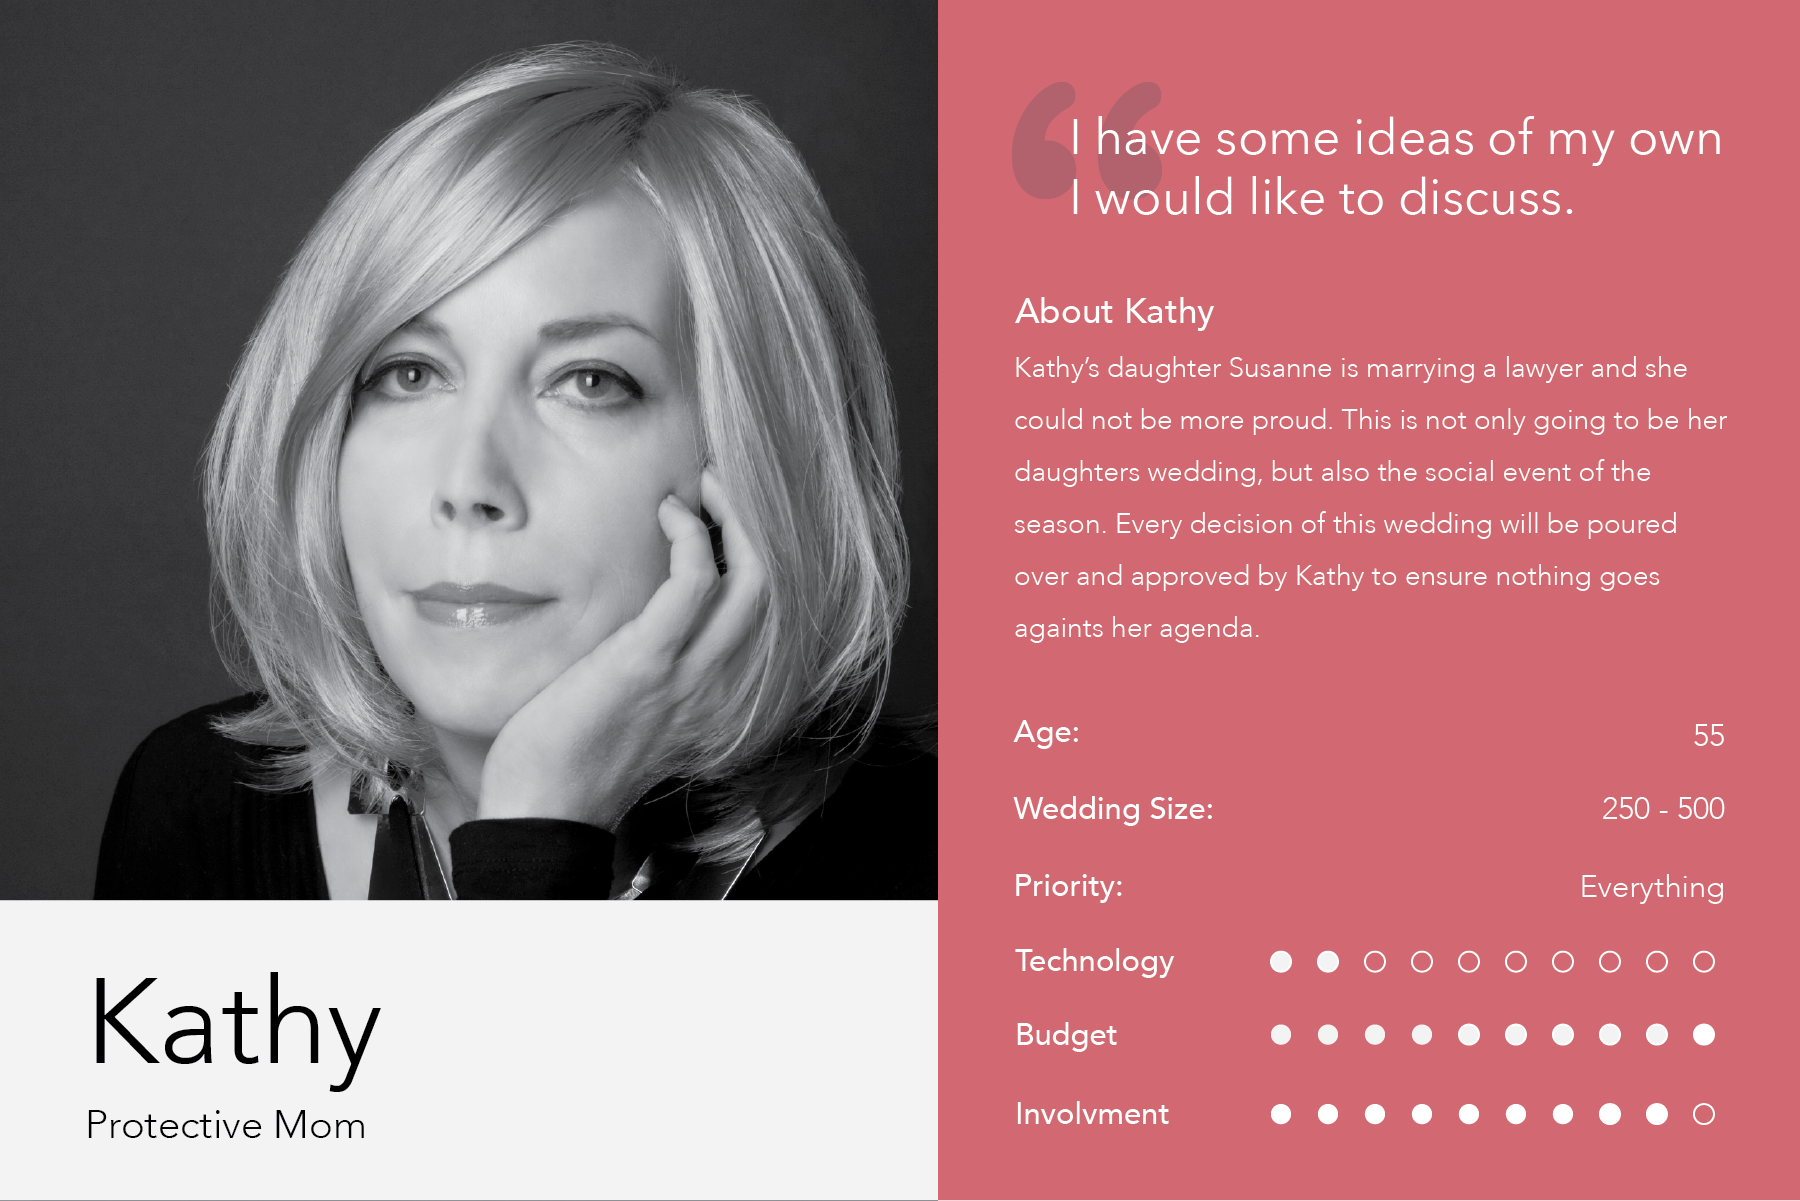 “
I have some ideas of my own
I would like to discuss.
About Kathy
Kathy’s daughter Susanne is marrying a lawyer and she
could not be more proud. This is not only going to be her
daughters wedding, but also the social event of the
season. Every decision of this wedding will be poured
over and approved by Kathy to ensure nothing goes
againts her agenda.
Age: 55
Wedding Size: 250 - 500
Priority: Everything
Technology
Budget
Involvment
Kathy
Protective Mom